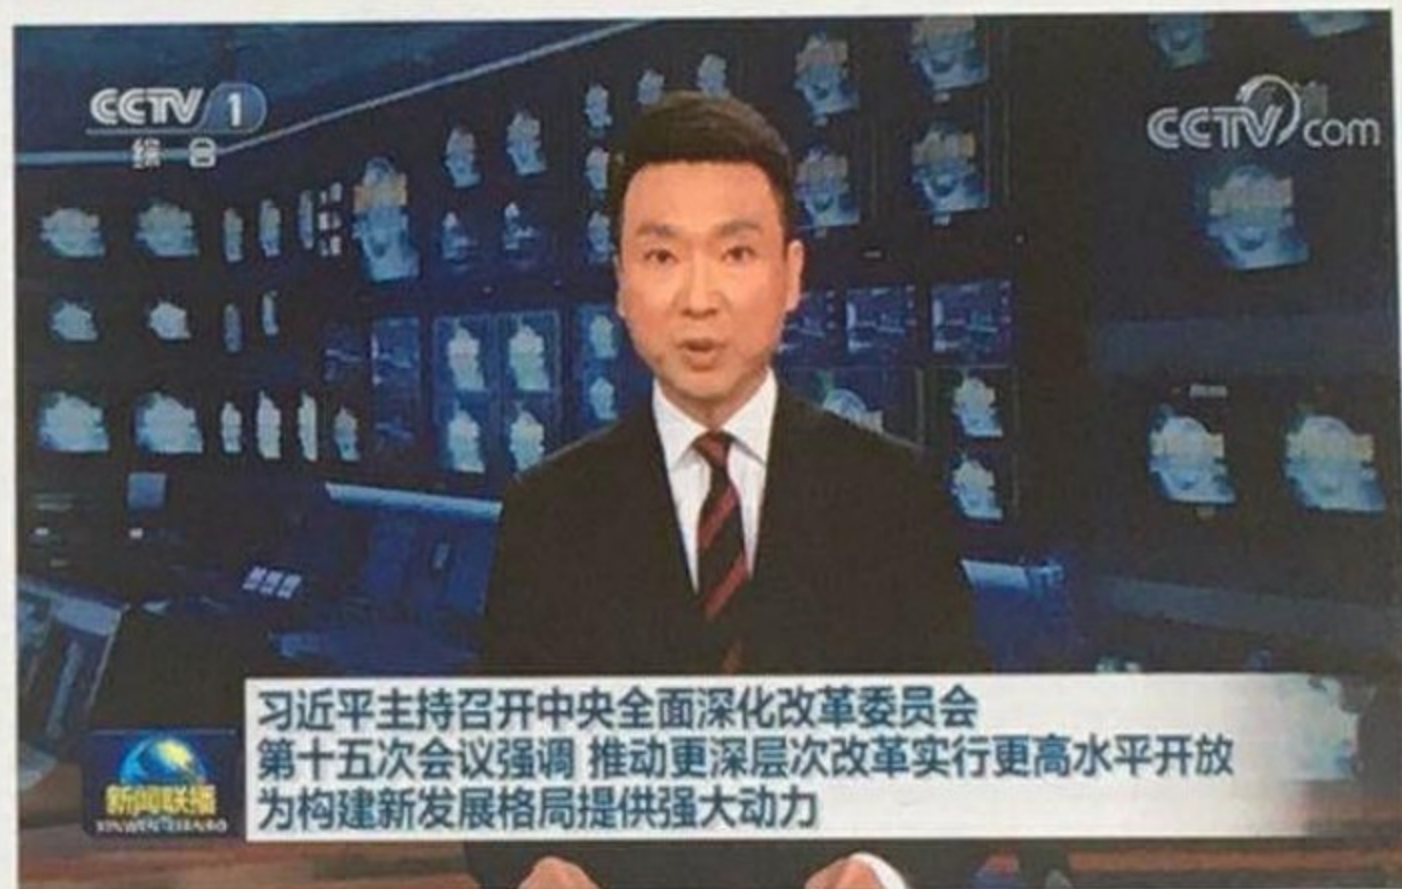 CCTV 1
综合
CCTV com
习近平主持召开中央全面深化改革委员会
第十五次会议强调 推动更深层次改革实行更高水平开放
为构建新发展格局提供强大动力
新闻联播
XINWEN LIANBO